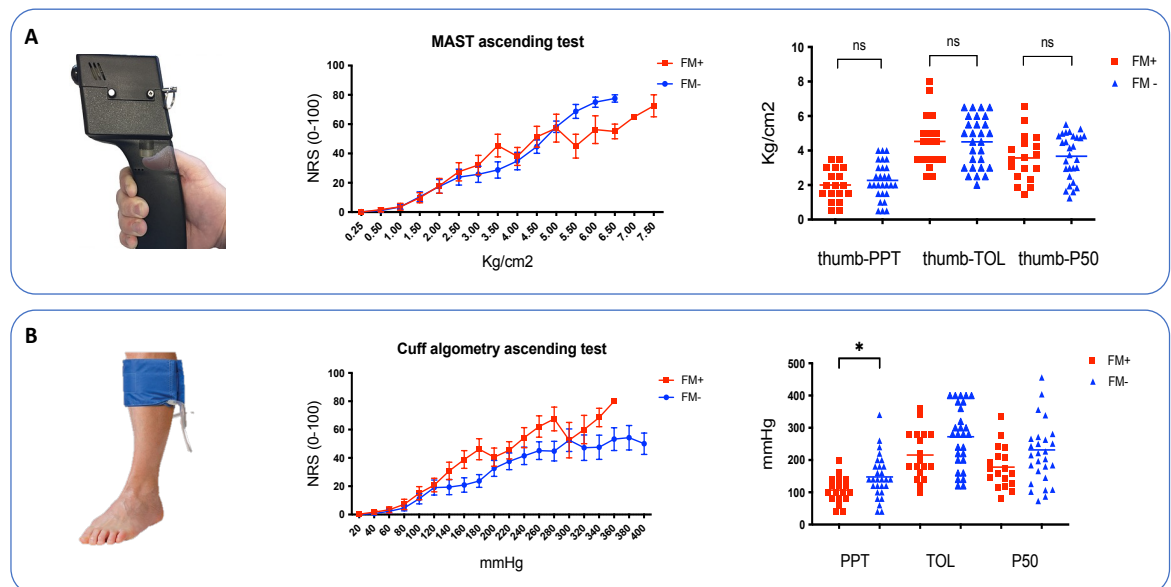 A
MAST ascending test
NRS (0-100)
100
80
60
40
20
0
0.25 0.50 1.00 1.50 2.00 2.50 3.00 3.50 4.00 4.50 5.00 5.50 6.00 6.50 7.00 7.50
Kg/cm2
FM+
FM-
Kg/cm2
10
8
6
4
2
0
ns ns ns
FM+
FM -
thumb-PPT thumb-TOL thumb-P50
B
Cuff algometry ascending test
NRS (0-100)
100
80
60
40
20
0
20 40 60 80 100 120 140 160 180 200 220 240 260 280 300 320 340 360 380 400
mmHg
FM+
FM-
mmHg
500
400
300
200
100
0
*
FM+
FM-
PPT TOL P50